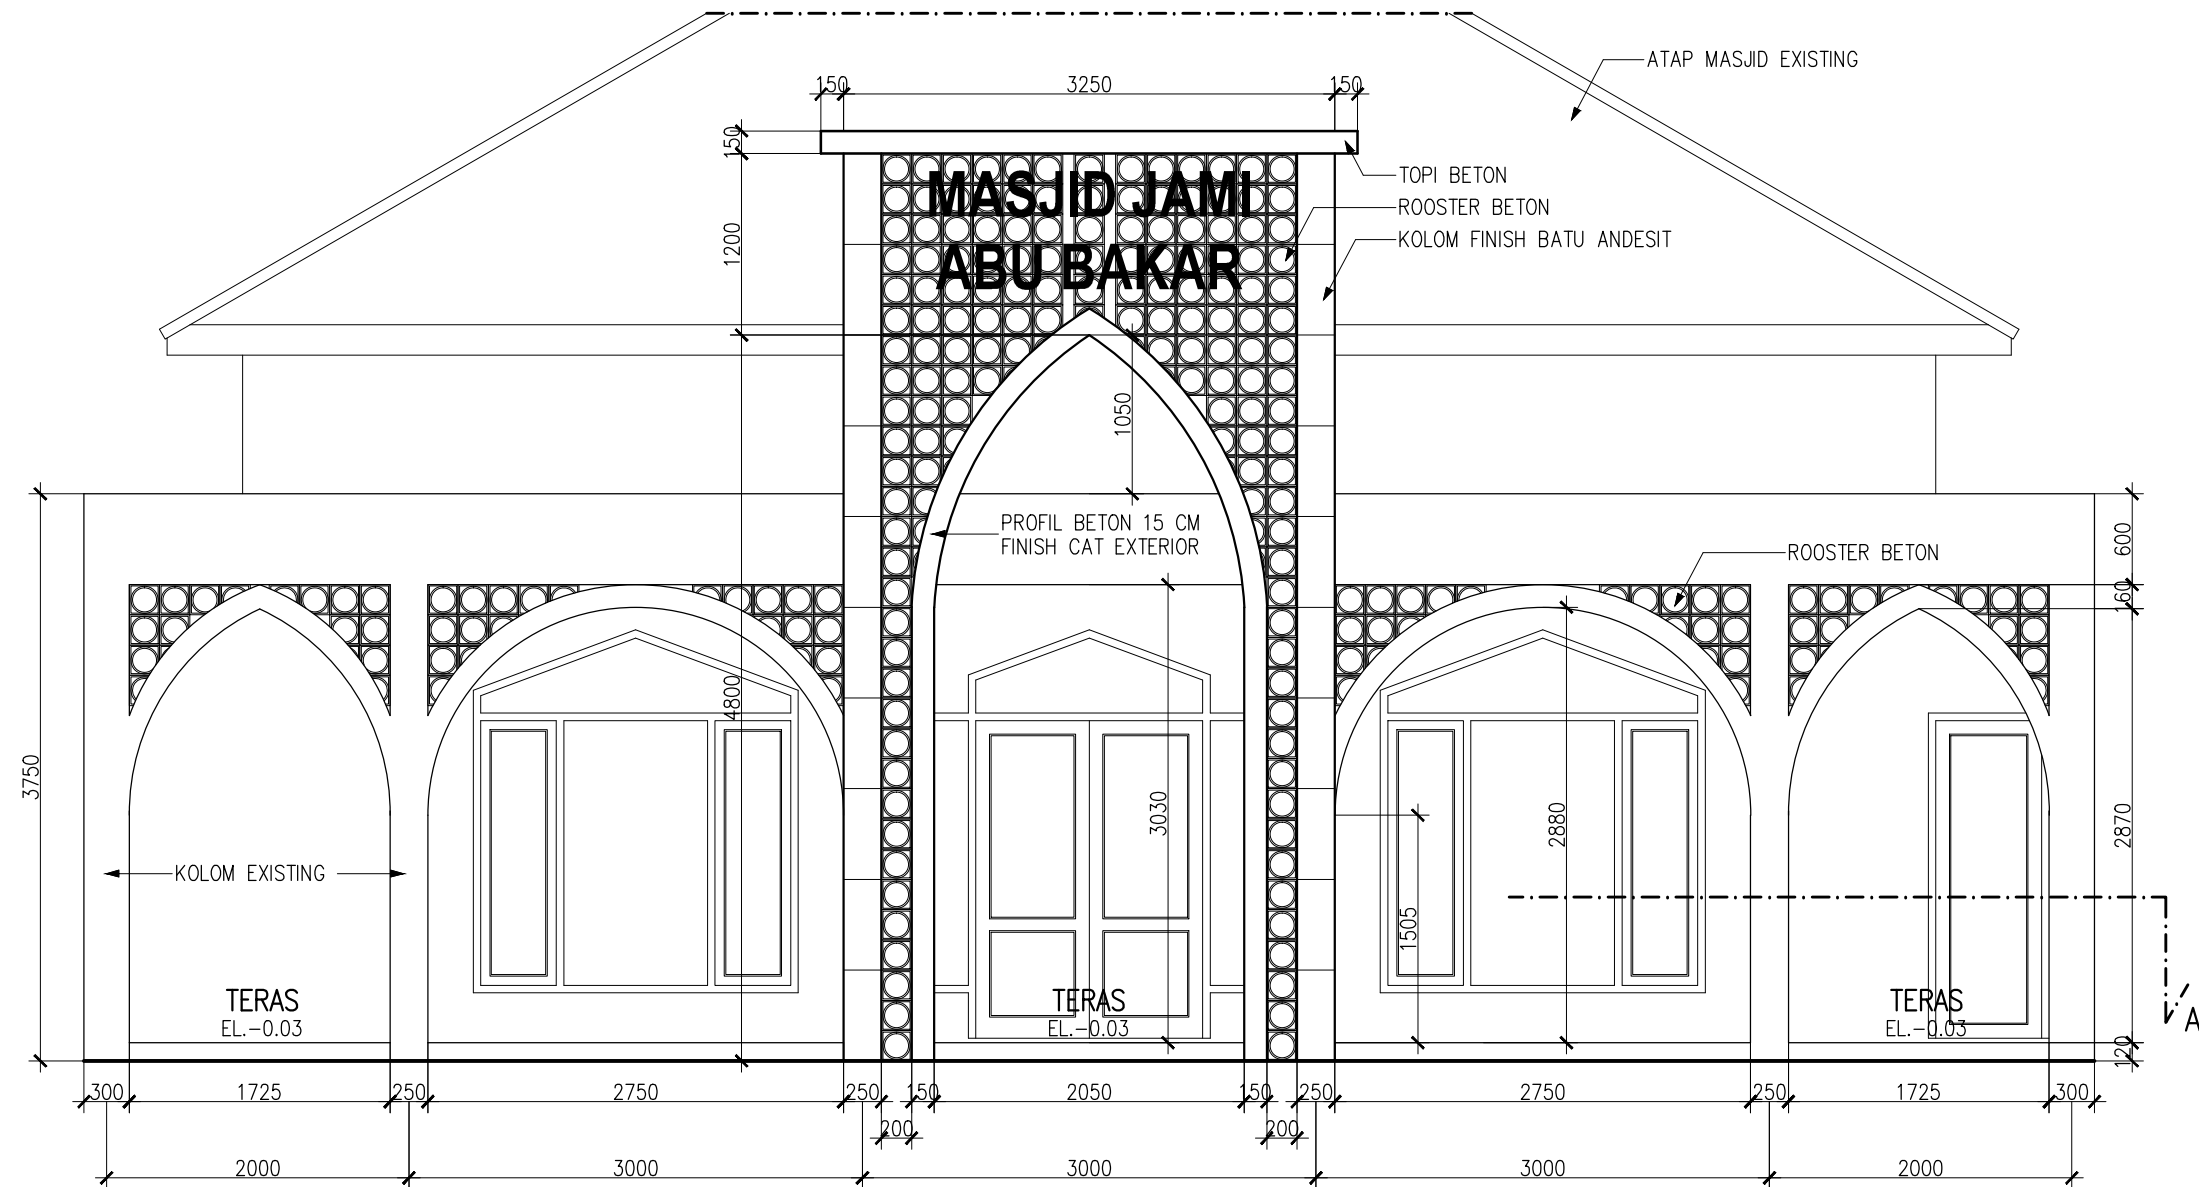 ATAP MASJID EXISTING
150 3250 150
150
TOPI BETON
ROOSTER BETON
KOLOM FINISH BATU ANDESIT
MASJID JAMI
ABU BAKAR
1200
1050
PROFIL BETON 15 CM
FINISH CAT EXTERIOR
ROOSTER BETON
600
160
4800
3750
3030
2880
2870
KOLOM EXISTING
1505
TERAS
EL.-0.03
TERAS
EL.-0.03
TERAS
EL.-0.03
A
120
300 1725 250 2750 250 150 2050 150 250 2750 250 1725 300
200 200
2000 3000 3000 3000 2000